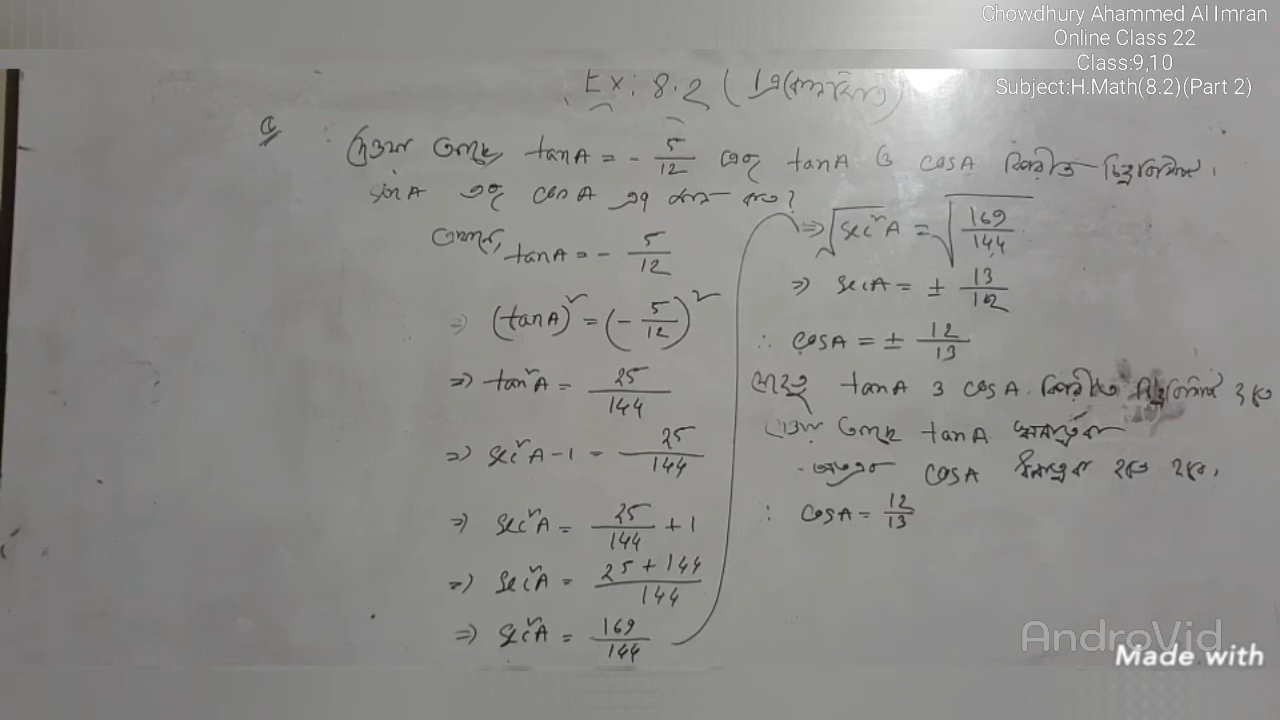 Chowdhury Ahammed Al Imran
Online Class 22
Class:9,10
Subject:H.Math(8.2)(Part 2)
Ex: 8.2 (ত্রিকোণমিতি)
দেওয়া আছে, tanA = - 5/12 এবং tanA ও cosA বিপরীত চিহ্নবিশিষ্ট।
sinA এবং cosA এর মান কত?
tanA = - 5/12
⇒ (tanA)² = (- 5/12)²
⇒ tan²A = 25/144
⇒ sec²A - 1 = 25/144
⇒ sec²A = 25/144 + 1
⇒ sec²A = (25 + 144)/144
⇒ sec²A = 169/144
⇒ √sec²A = √(169/144)
⇒ secA = ± 13/12
∴ cosA = ± 12/13
যেহেতু tanA ও cosA বিপরীত চিহ্নবিশিষ্ট
দেওয়া আছে tanA ঋণাত্মক
অতএব cosA ধনাত্মক হতে হবে।
∴ cosA = 12/13
AndroVid
Made with